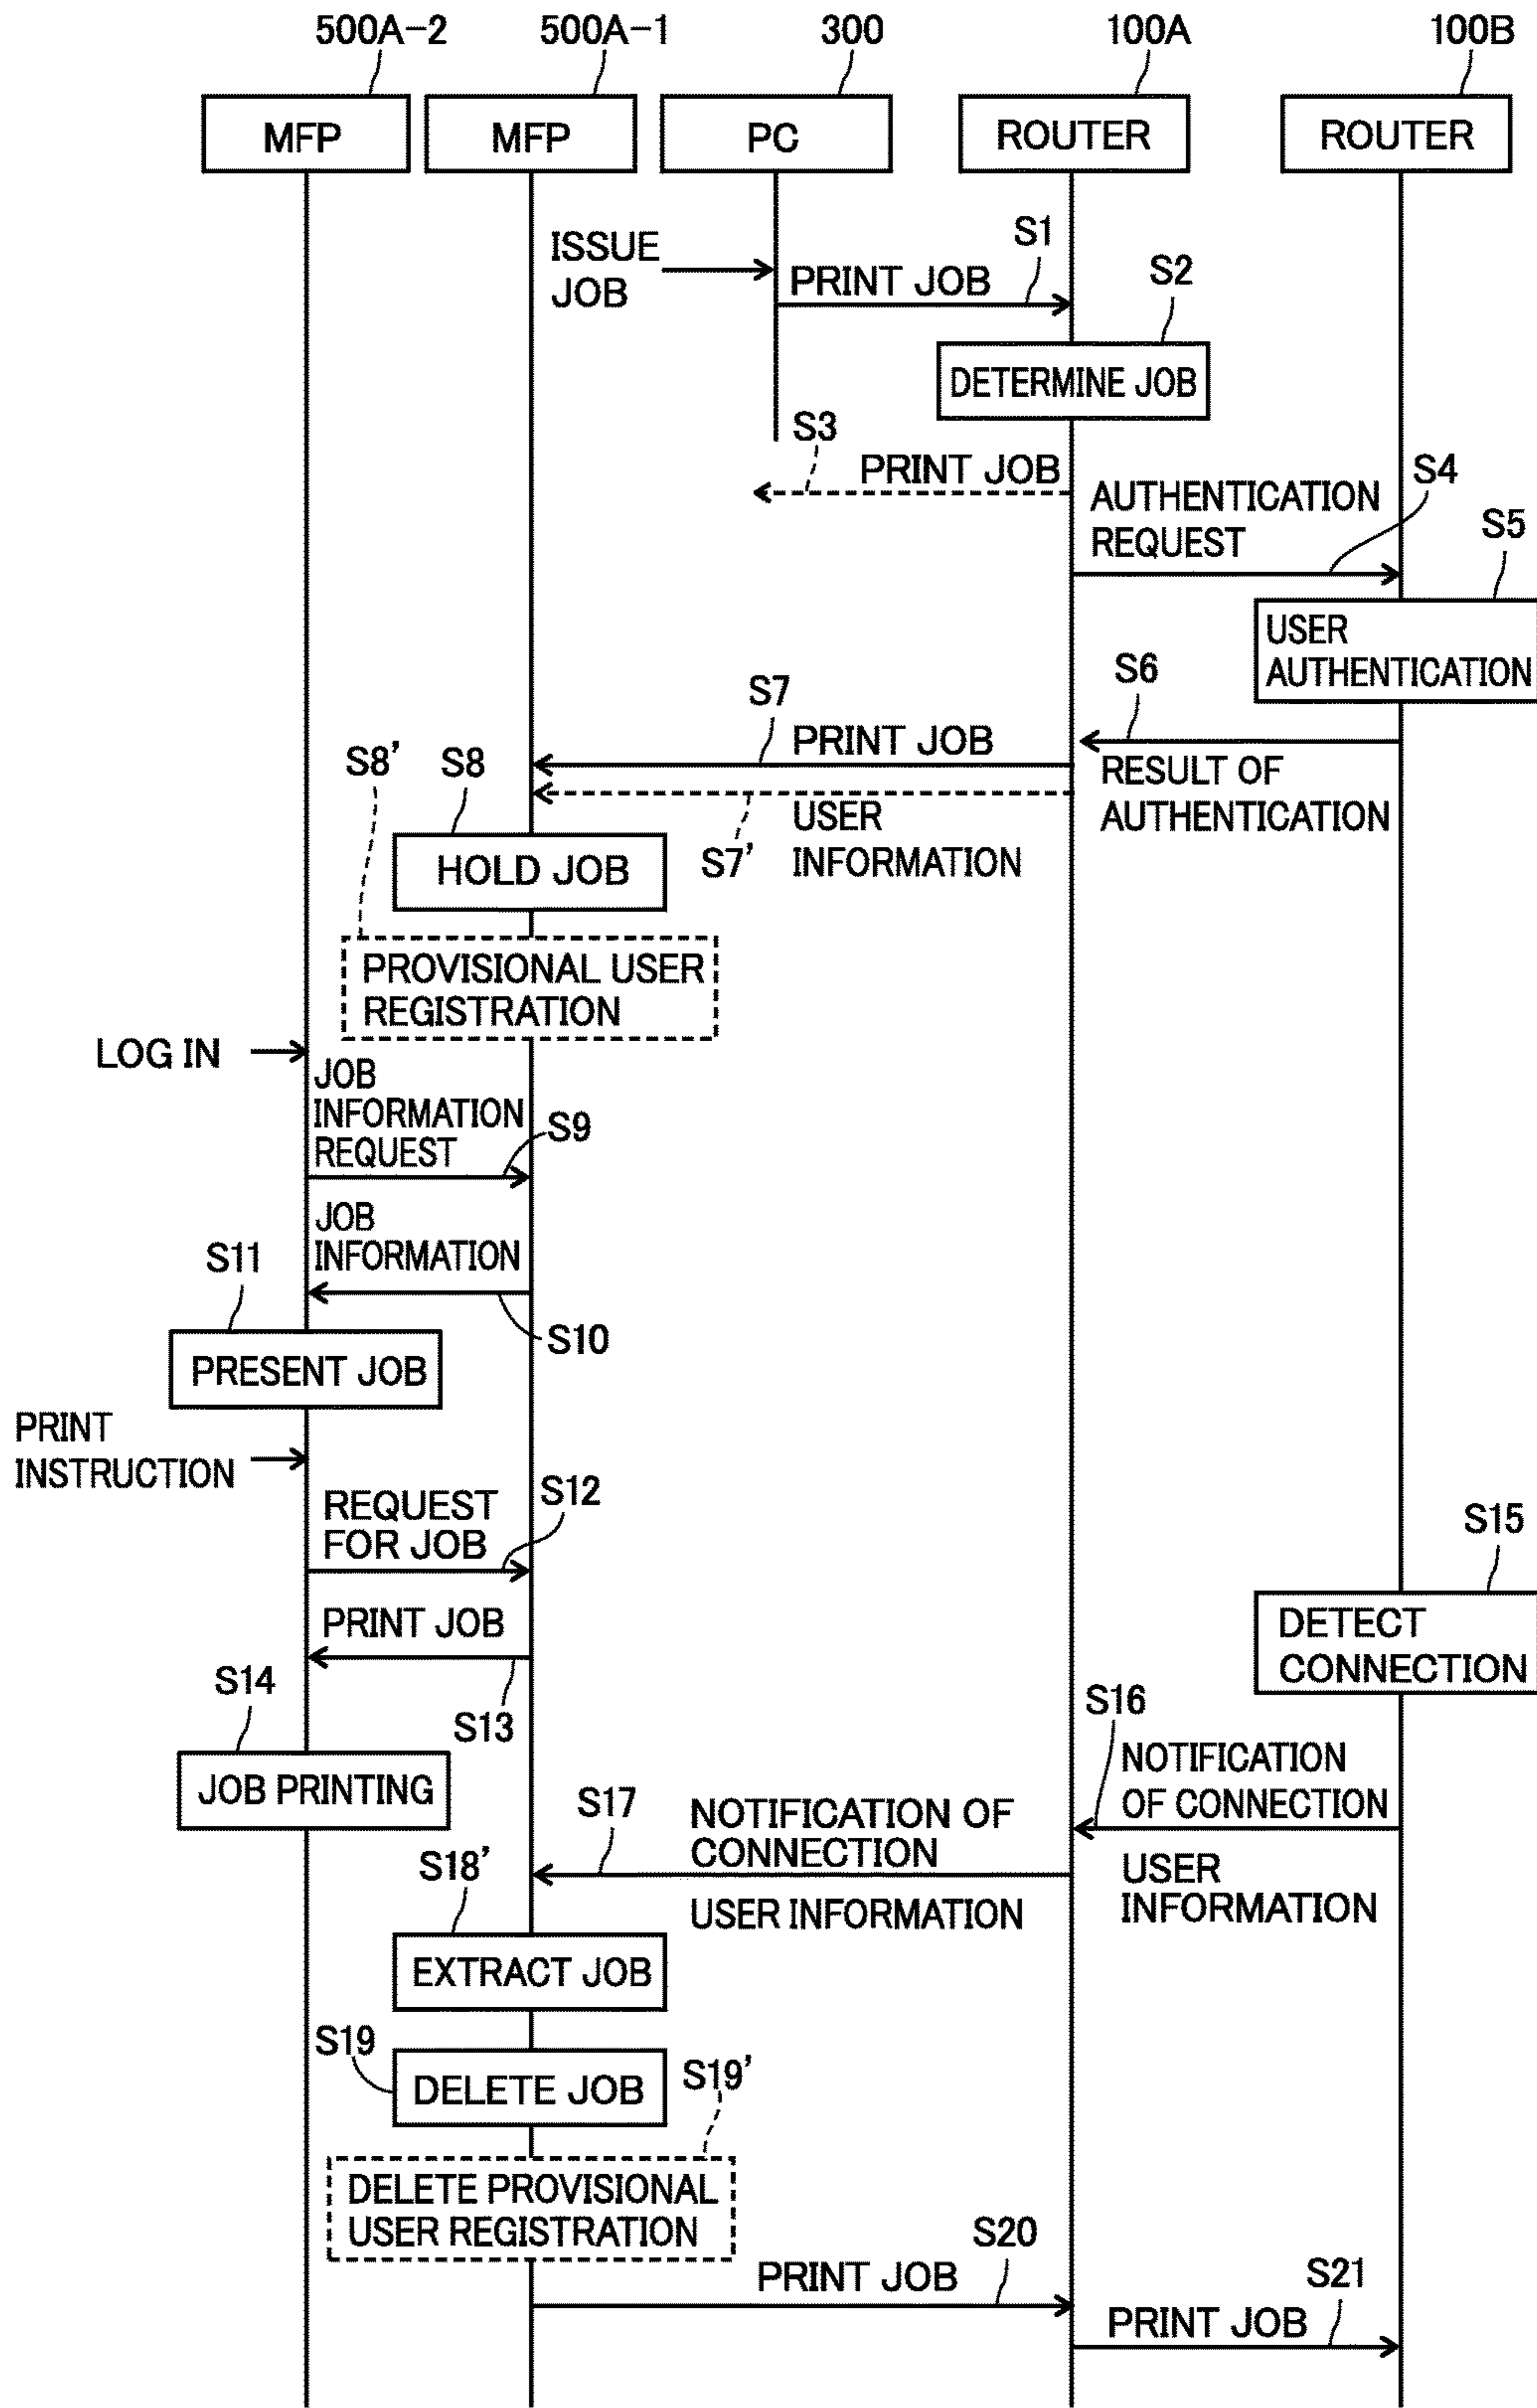 500A-2
500A-1
300
100A
100B
MFP
MFP
PC
ROUTER
ROUTER
ISSUE
JOB
S1
PRINT JOB
S2
DETERMINE JOB
S3
PRINT JOB
S4
AUTHENTICATION
REQUEST
S5
USER
AUTHENTICATION
S6
S7
PRINT JOB
RESULT OF
AUTHENTICATION
S8'
S8
USER
INFORMATION
S7'
HOLD JOB
PROVISIONAL USER
REGISTRATION
LOG IN
JOB
INFORMATION
REQUEST
S9
JOB
INFORMATION
S11
S10
PRESENT JOB
PRINT
INSTRUCTION
REQUEST
FOR JOB
S12
S15
DETECT
CONNECTION
PRINT JOB
S14
S13
S16
NOTIFICATION
OF CONNECTION
JOB PRINTING
S17
NOTIFICATION OF
CONNECTION
USER
INFORMATION
S18'
USER INFORMATION
EXTRACT JOB
S19
DELETE JOB
S19'
DELETE PROVISIONAL
USER REGISTRATION
S20
PRINT JOB
S21
PRINT JOB